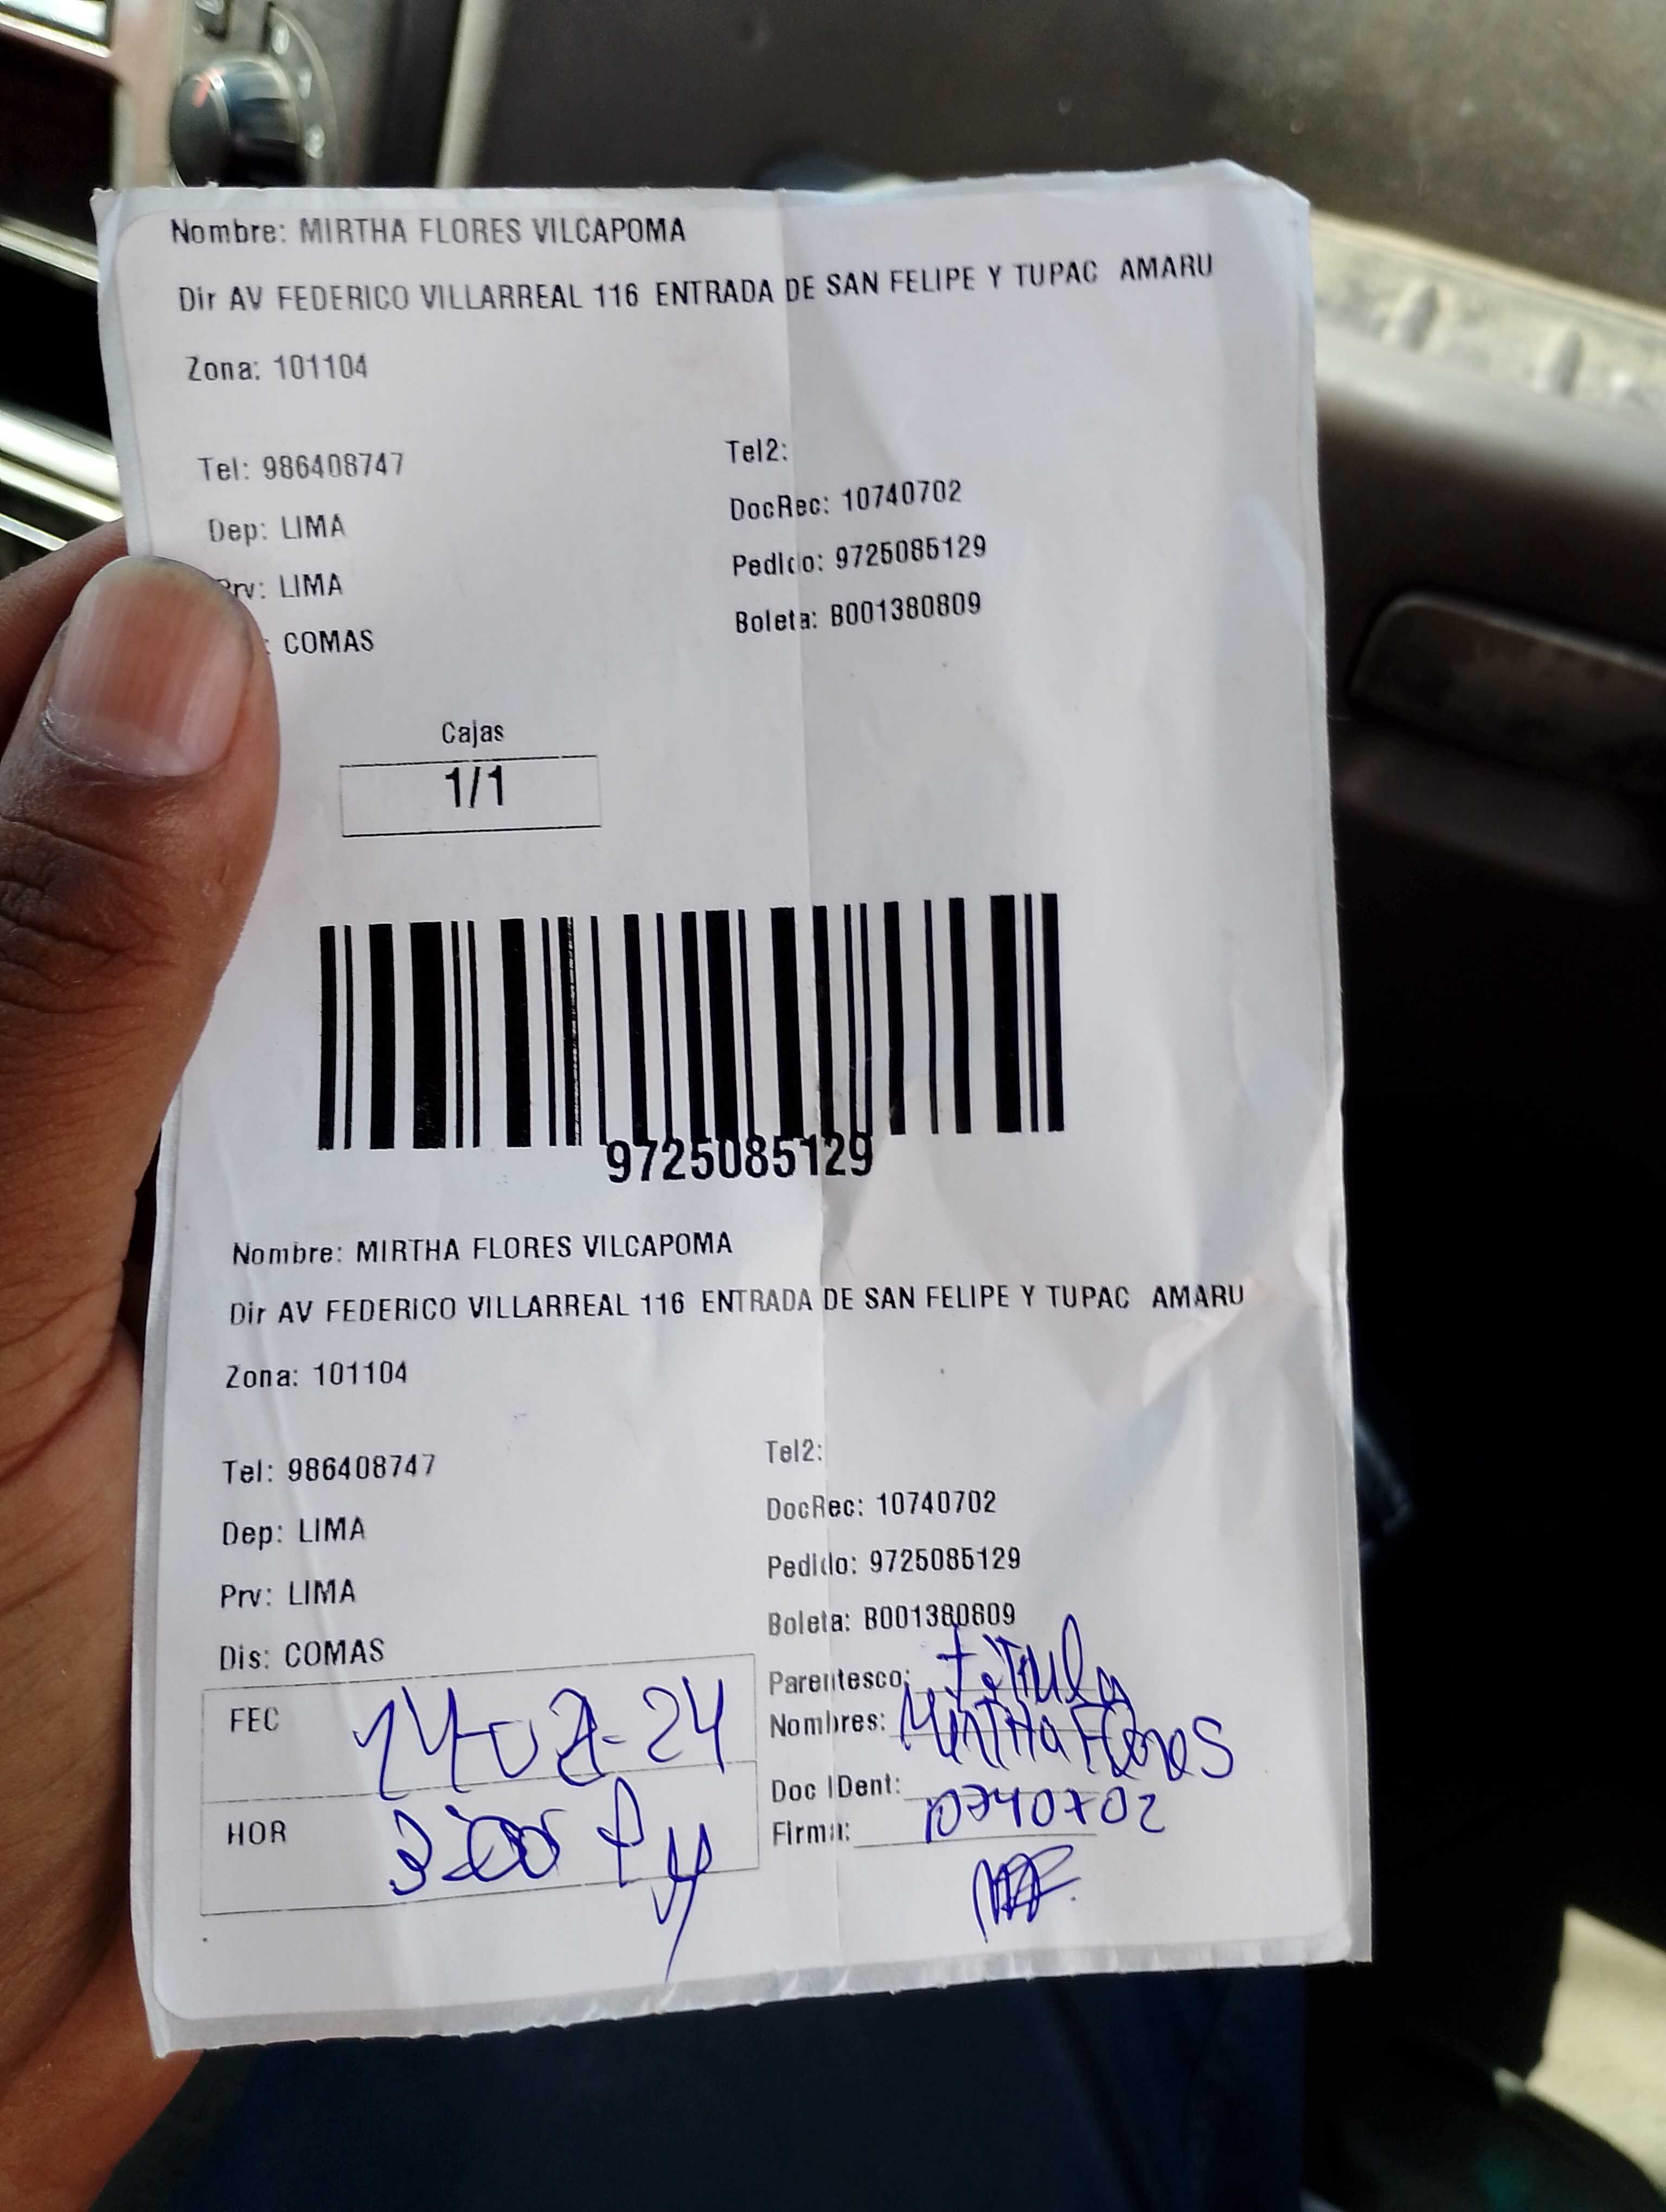 Nombre: MIRTHA FLORES VILCAPOMA
Dir AV FEDERICO VILLARREAL 116 ENTRADA DE SAN FELIPE Y TUPAC AMARU
Zona: 101104
Tel: 986408747
Tel2:
Dep: LIMA
DocRec: 10740702
Prv: LIMA
Pedido: 9725085129
: COMAS
Boleta: B001380809
Cajas
1/1
9725085129
Nombre: MIRTHA FLORES VILCAPOMA
Dir AV FEDERICO VILLARREAL 116 ENTRADA DE SAN FELIPE Y TUPAC AMARU
Zona: 101104
Tel: 986408747
Tel2:
Dep: LIMA
DocRec: 10740702
Prv: LIMA
Pedido: 9725085129
Dis: COMAS
Boleta: B001380809
FEC
Parentesco:
Nombres: Mirtha Flores
HOR
Doc IDent: 10740702
Firma: